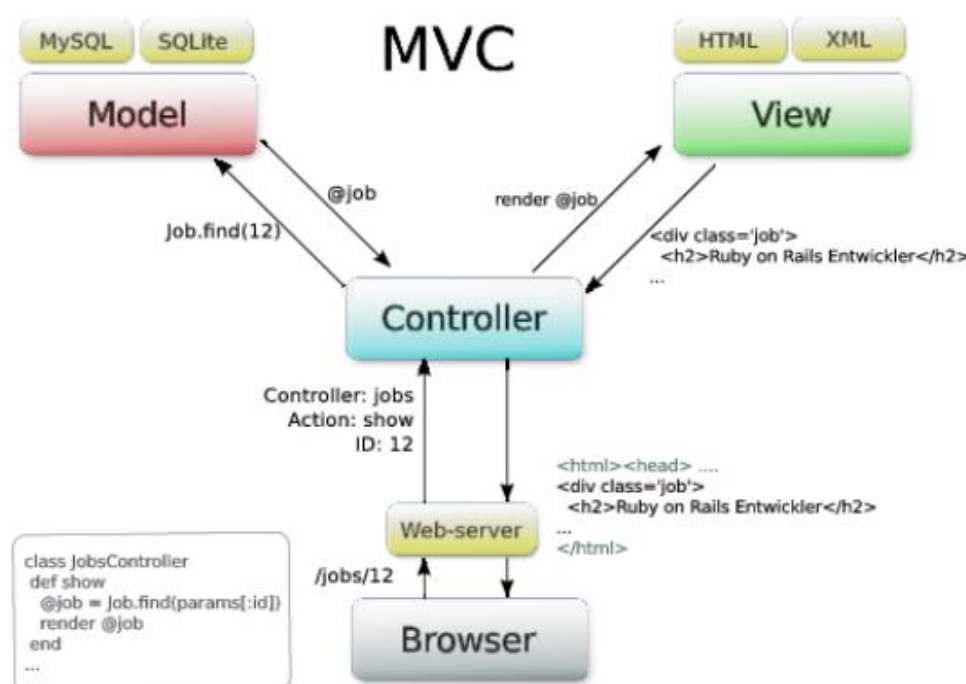 MVC
MySQL
SQLite
Model
HTML
XML
View
@job
Job.find(12)
render @job
<div class='job'>
<h2>Ruby on Rails Entwickler</h2>
...
Controller
Controller: jobs
Action: show
ID: 12
<html><head> ....
<div class='job'>
<h2>Ruby on Rails Entwickler</h2>
...
</html>
Web-server
/jobs/12
Browser
class JobsController
def show
@job = Job.find(params[:id])
render @job
end
...